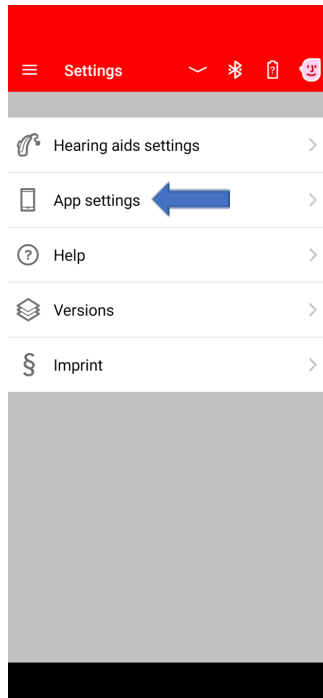 Settings
Hearing aids settings
App settings
Help
Versions
§ Imprint